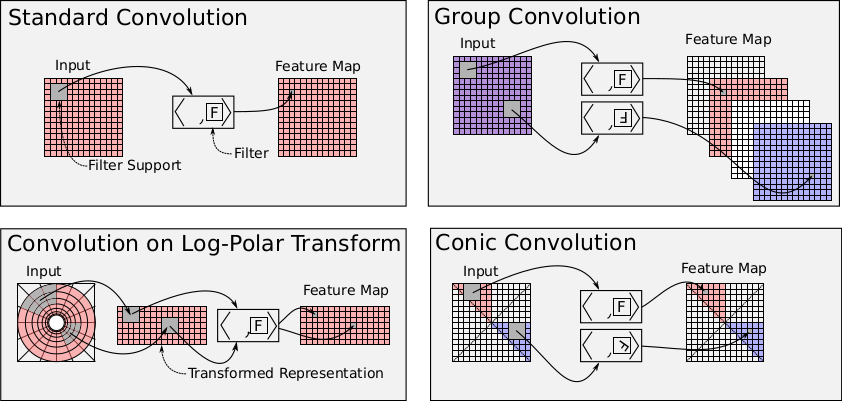 Standard Convolution
Input
Feature Map
〈 , F 〉
Filter
Filter Support
Group Convolution
Input
Feature Map
〈 , F 〉
〈 , F 〉
Convolution on Log-Polar Transform
Input
Feature Map
〈 , F 〉
Transformed Representation
Conic Convolution
Input
Feature Map
〈 , F 〉
〈 , F 〉